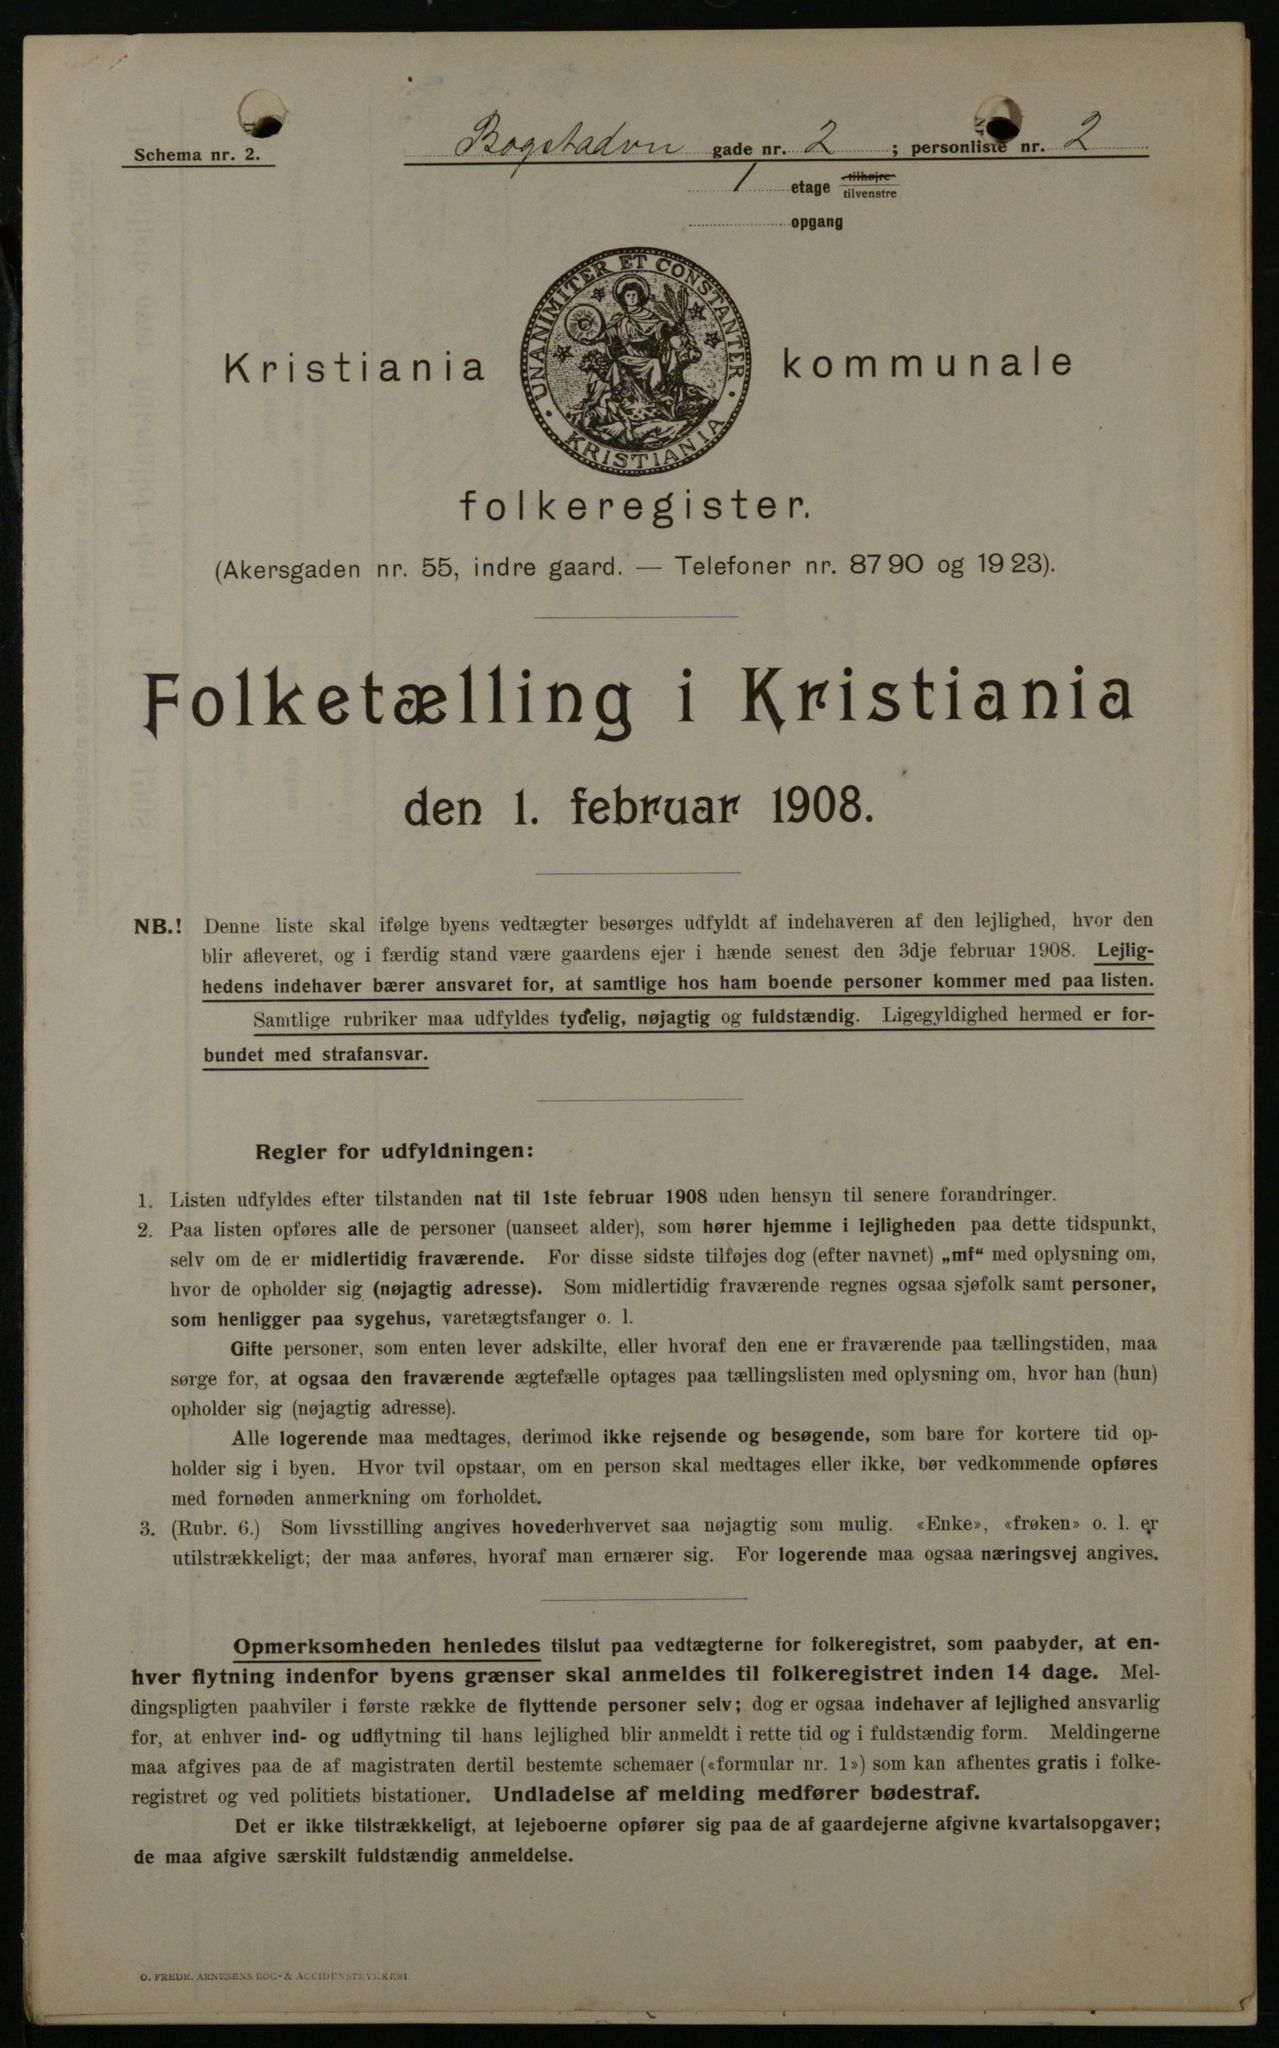 Schema nr. 2.
Bogstadvn gade nr. 2 ; personliste nr. 2
1 etage tilhøjre
tilvenstre
opgang
UNANIMITER ET CONSTANTER
KRISTIANIA
Kristiania kommunale
folkeregister.
(Akersgaden nr. 55, indre gaard. — Telefoner nr. 8790 og 1923).
Folketælling i Kristiania
den 1. februar 1908.
NB.! Denne liste skal ifølge byens vedtægter besørges udfyldt af indehaveren af den lejlighed, hvor den
blir afleveret, og i færdig stand være gaardens ejer i hænde senest den 3dje februar 1908. Lejlig-
hedens indehaver bærer ansvaret for, at samtlige hos ham boende personer kommer med paa listen.
Samtlige rubriker maa udfyldes tydelig, nøjagtig og fuldstændig. Ligegyldighed hermed er for-
bundet med strafansvar.
Regler for udfyldningen:
1. Listen udfyldes efter tilstanden nat til 1ste februar 1908 uden hensyn til senere forandringer.
2. Paa listen opføres alle de personer (uanseet alder), som hører hjemme i lejligheden paa dette tidspunkt,
selv om de er midlertidig fraværende. For disse sidste tilføjes dog (efter navnet) „mf“ med oplysning om,
hvor de opholder sig (nøjagtig adresse). Som midlertidig fraværende regnes ogsaa sjøfolk samt personer,
som henligger paa sygehus, varetægtsfanger o. l.
Gifte personer, som enten lever adskilte, eller hvoraf den ene er fraværende paa tællingstiden, maa
sørge for, at ogsaa den fraværende ægtefælle optages paa tællingslisten med oplysning om, hvor han (hun)
opholder sig (nøjagtig adresse).
Alle logerende maa medtages, derimod ikke rejsende og besøgende, som bare for kortere tid op-
holder sig i byen. Hvor tvil opstaar, om en person skal medtages eller ikke, bør vedkommende opføres
med fornøden anmerkning om forholdet.
3. (Rubr. 6.) Som livsstilling angives hovederhvervet saa nøjagtig som mulig. «Enke», «frøken» o. l. er
utilstrækkeligt; der maa anføres, hvoraf man ernærer sig. For logerende maa ogsaa næringsvej angives.
Opmerksomheden henledes tilslut paa vedtægterne for folkeregistret, som paabyder, at en-
hver flytning indenfor byens grænser skal anmeldes til folkeregistret inden 14 dage. Mel-
dingspligten paahviler i første række de flyttende personer selv; dog er ogsaa indehaver af lejlighed ansvarlig
for, at enhver ind- og udflytning til hans lejlighed blir anmeldt i rette tid og i fuldstændig form. Meldingerne
maa afgives paa de af magistraten dertil bestemte schemaer («formular nr. 1») som kan afhentes gratis i folke-
registret og ved politiets bistationer. Undladelse af melding medfører bødestraf.
Det er ikke tilstrækkeligt, at lejeboerne opfører sig paa de af gaardejerne afgivne kvartalsopgaver;
de maa afgive særskilt fuldstændig anmeldelse.
O. FREDR. ARNESENS BOG- & ACCIDENSTRYKKERI.